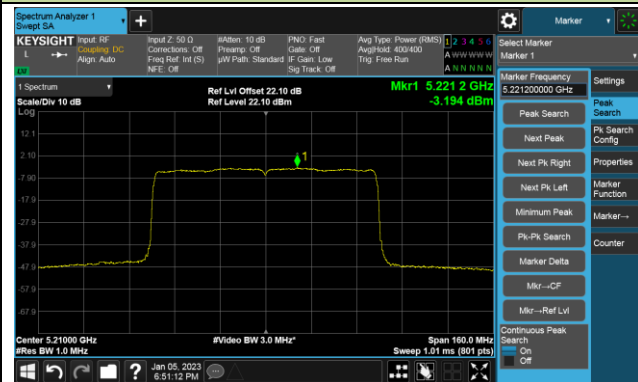 Spectrum Analyzer 1
Swept SA
Marker
KEYSIGHT
L
LXI
Input: RF
Coupling: DC
Align: Auto
Input Z: 50 Ω
Corrections: Off
Freq Ref: Int (S)
NFE: Off
#Atten: 10 dB
Preamp: Off
µW Path: Standard
PNO: Fast
Gate: Off
IF Gain: Low
Sig Track: Off
Avg Type: Power (RMS)
Avg|Hold: 400/400
Trig: Free Run
1 2 3 4 5 6
A W W W W W
A N N N N N
Select Marker
Marker 1
1 Spectrum
Scale/Div 10 dB
Log
Ref Lvl Offset 22.10 dB
Ref Level 22.10 dBm
Mkr1 5.221 2 GHz
-3.194 dBm
12.1
2.10
-7.90
-17.9
-27.9
-37.9
-47.9
-57.9
-67.9
1
Center 5.21000 GHz
#Res BW 1.0 MHz
#Video BW 3.0 MHz*
Span 160.0 MHz
Sweep 1.01 ms (801 pts)
Marker Frequency
5.221200000 GHz
Peak Search
Next Peak
Next Pk Right
Next Pk Left
Minimum Peak
Pk-Pk Search
Marker Delta
Mkr→CF
Mkr→Ref Lvl
Continuous Peak
Search
On
Off
Settings
Peak
Search
Pk Search
Config
Properties
Marker
Function
Marker→
Counter
?
Jan 05, 2023
6:51:12 PM